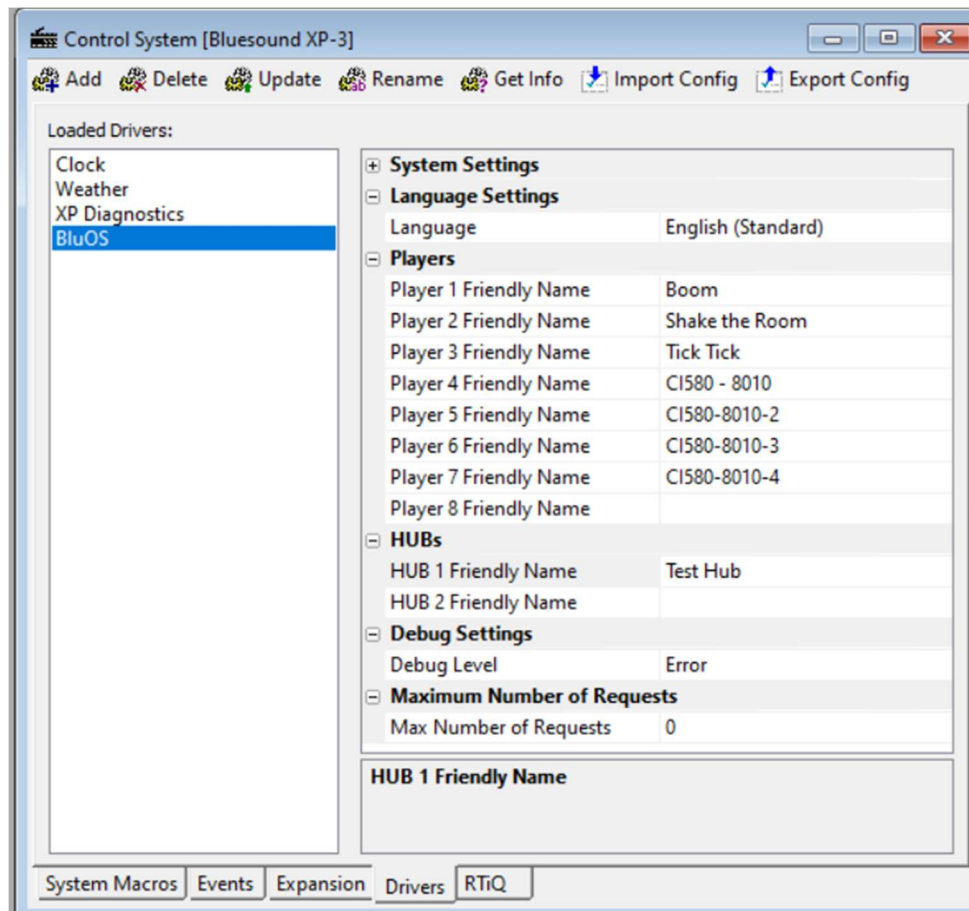 Control System [Bluesound XP-3]
Add Delete Update Rename Get Info Import Config Export Config
Loaded Drivers:
Clock
Weather
XP Diagnostics
BluOS
System Settings
Language Settings
Language English (Standard)
Players
Player 1 Friendly Name Boom
Player 2 Friendly Name Shake the Room
Player 3 Friendly Name Tick Tick
Player 4 Friendly Name CI580 - 8010
Player 5 Friendly Name CI580-8010-2
Player 6 Friendly Name CI580-8010-3
Player 7 Friendly Name CI580-8010-4
Player 8 Friendly Name
HUBs
HUB 1 Friendly Name Test Hub
HUB 2 Friendly Name
Debug Settings
Debug Level Error
Maximum Number of Requests
Max Number of Requests 0
HUB 1 Friendly Name
System Macros Events Expansion Drivers RTiQ